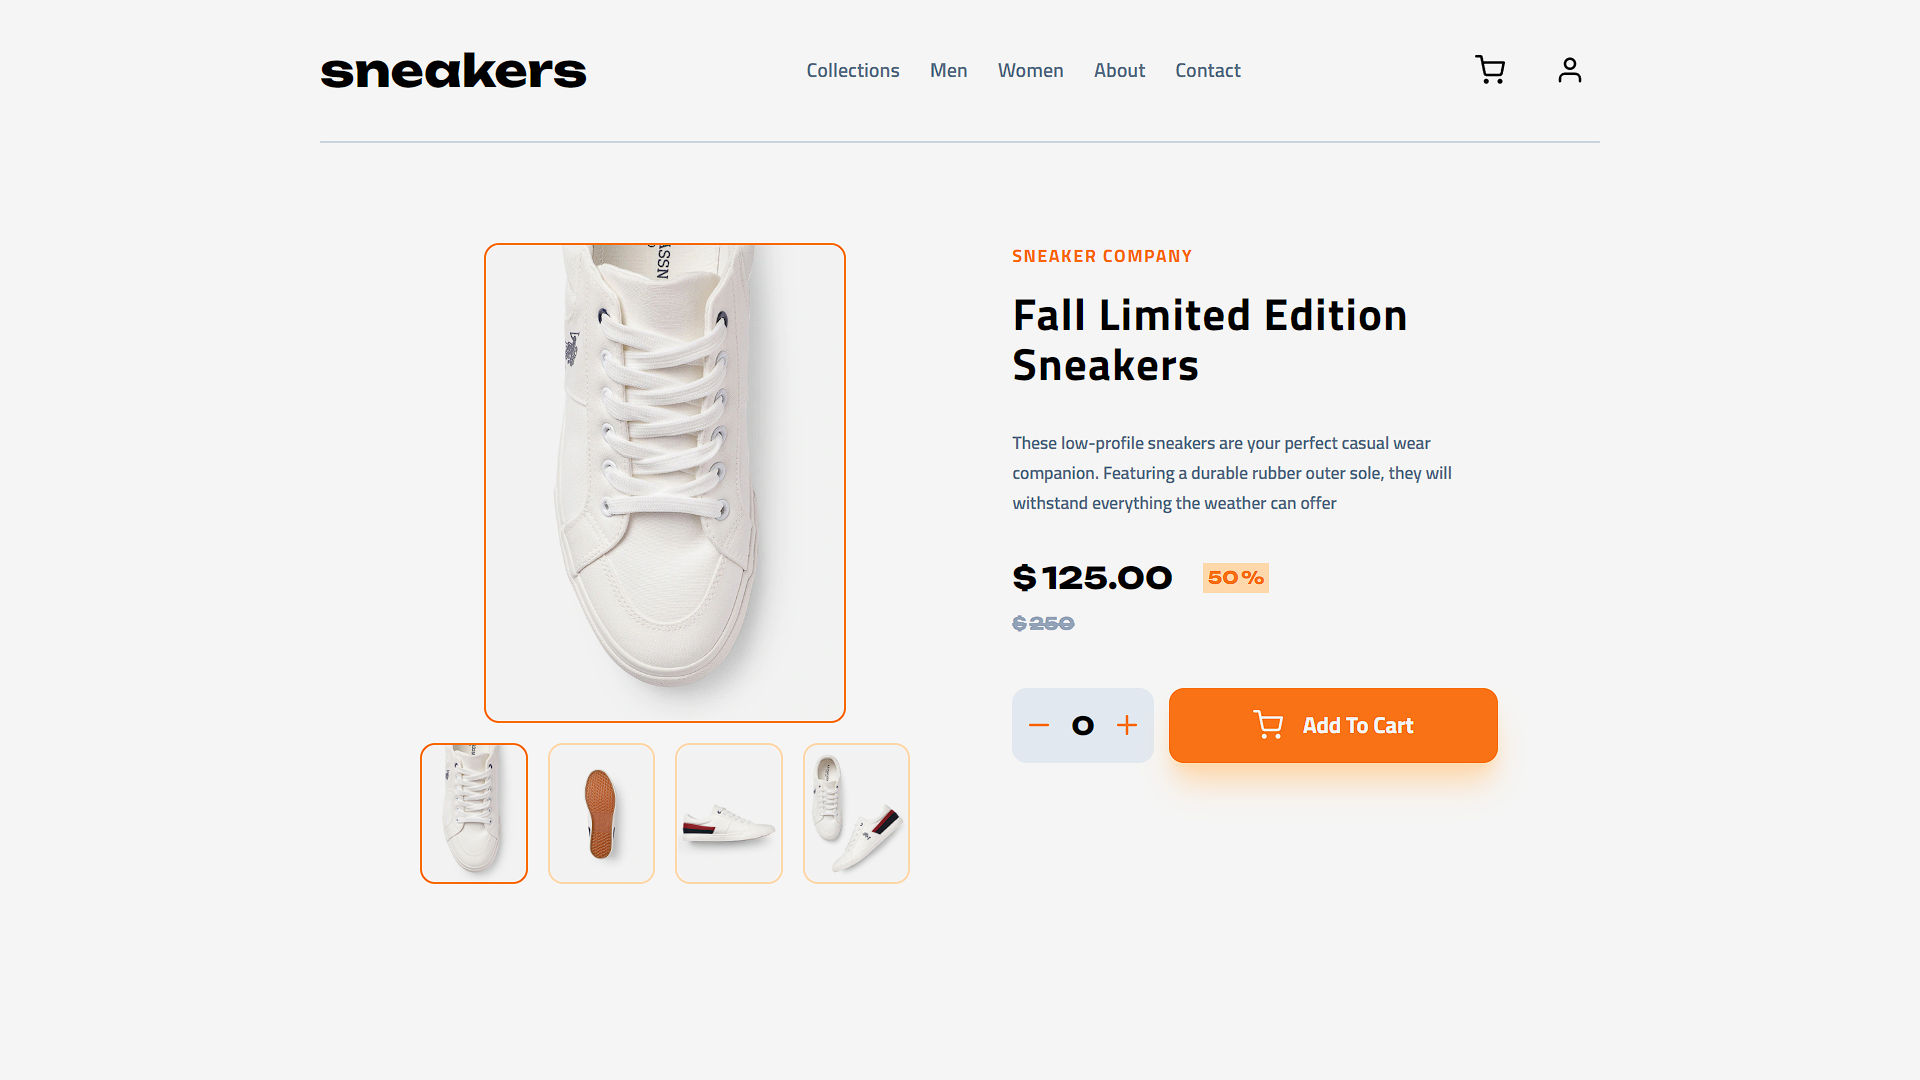 sneakers
Collections Men Women About Contact
ASSN
SNEAKER COMPANY
Fall Limited Edition
Sneakers
These low-profile sneakers are your perfect casual wear
companion. Featuring a durable rubber outer sole, they will
withstand everything the weather can offer
$125.00 50%
$250
0 Add To Cart